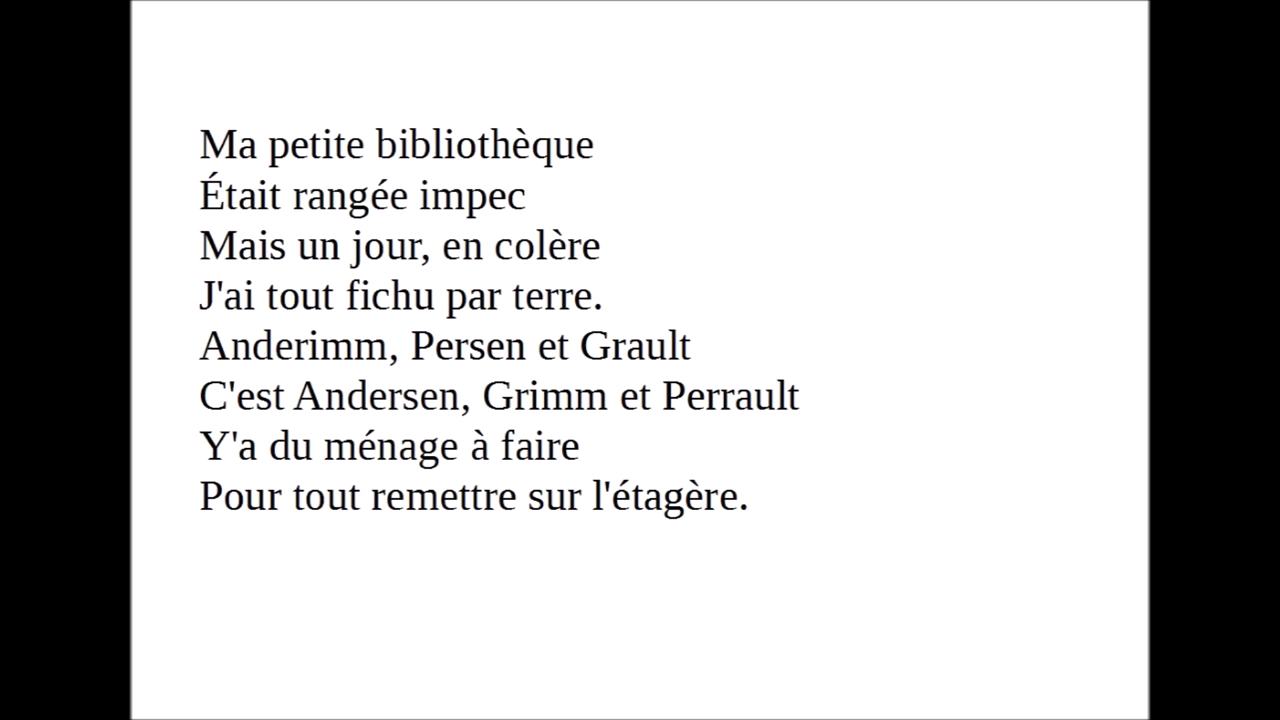 Ma petite bibliothèque
Était rangée impec
Mais un jour, en colère
J'ai tout fichu par terre.
Anderimm, Persen et Grault
C'est Andersen, Grimm et Perrault
Y'a du ménage à faire
Pour tout remettre sur l'étagère.